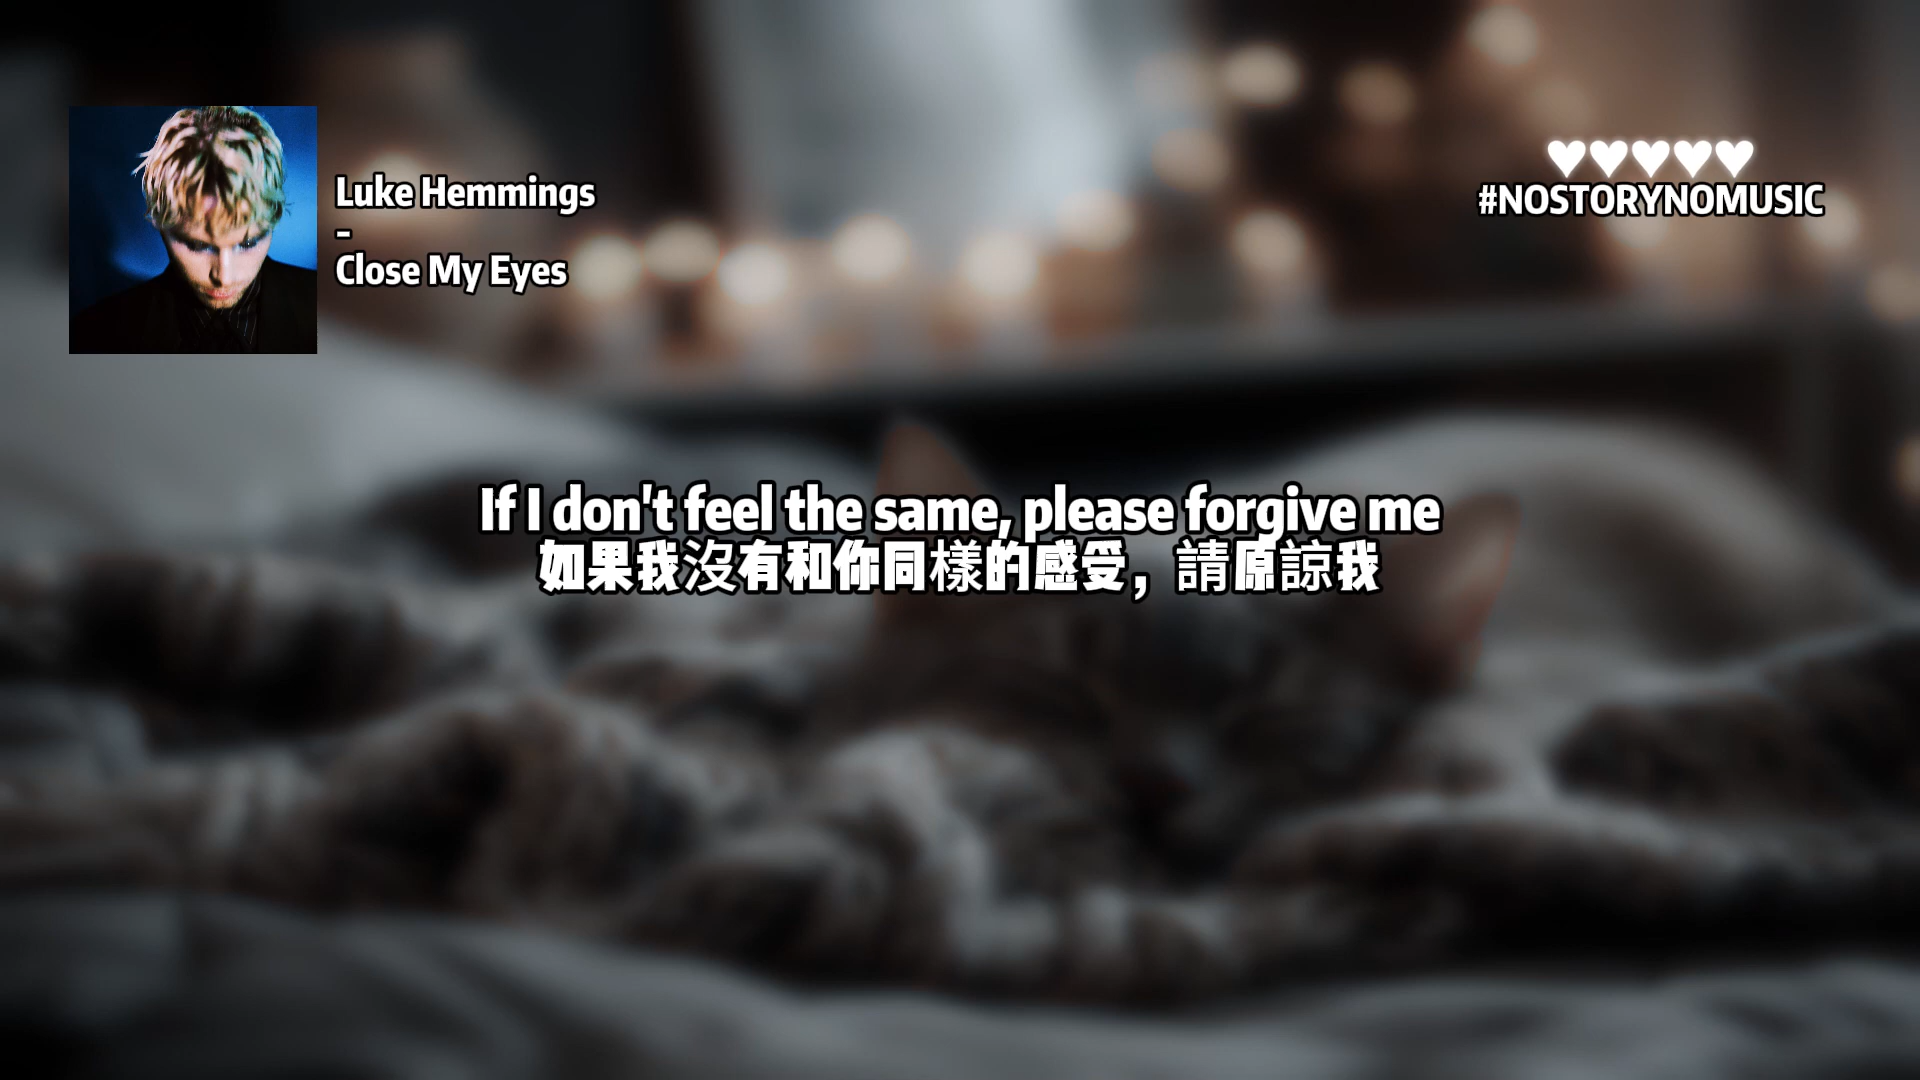 Luke Hemmings
-
Close My Eyes
♥♥♥♥♥
#NOSTORYNOMUSIC
If I don't feel the same, please forgive me
如果我沒有和你同樣的感受，請原諒我